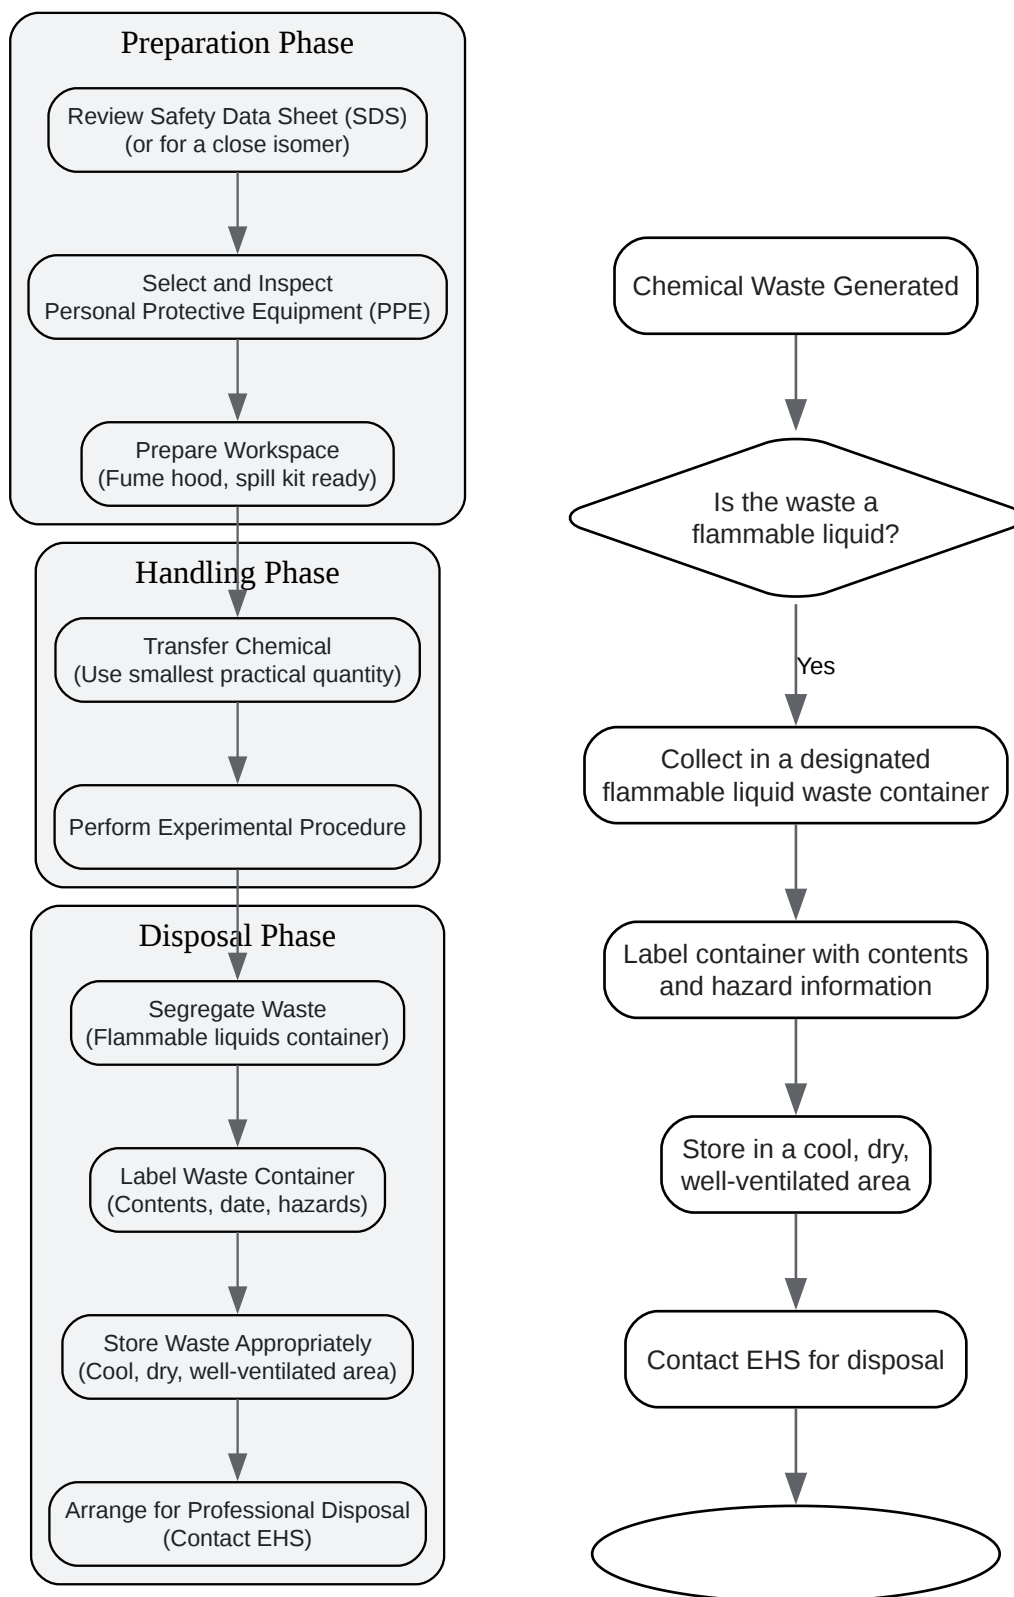 Preparation Phase
Review Safety Data Sheet (SDS)
(or for a close isomer)
Select and Inspect
Personal Protective Equipment (PPE)
Prepare Workspace
(Fume hood, spill kit ready)
Handling Phase
Transfer Chemical
(Use smallest practical quantity)
Perform Experimental Procedure
Disposal Phase
Segregate Waste
(Flammable liquids container)
Label Waste Container
(Contents, date, hazards)
Store Waste Appropriately
(Cool, dry, well-ventilated area)
Arrange for Professional Disposal
(Contact EHS)
Chemical Waste Generated
Is the waste a
flammable liquid?
Yes
Collect in a designated
flammable liquid waste container
Label container with contents
and hazard information
Store in a cool, dry,
well-ventilated area
Contact EHS for disposal